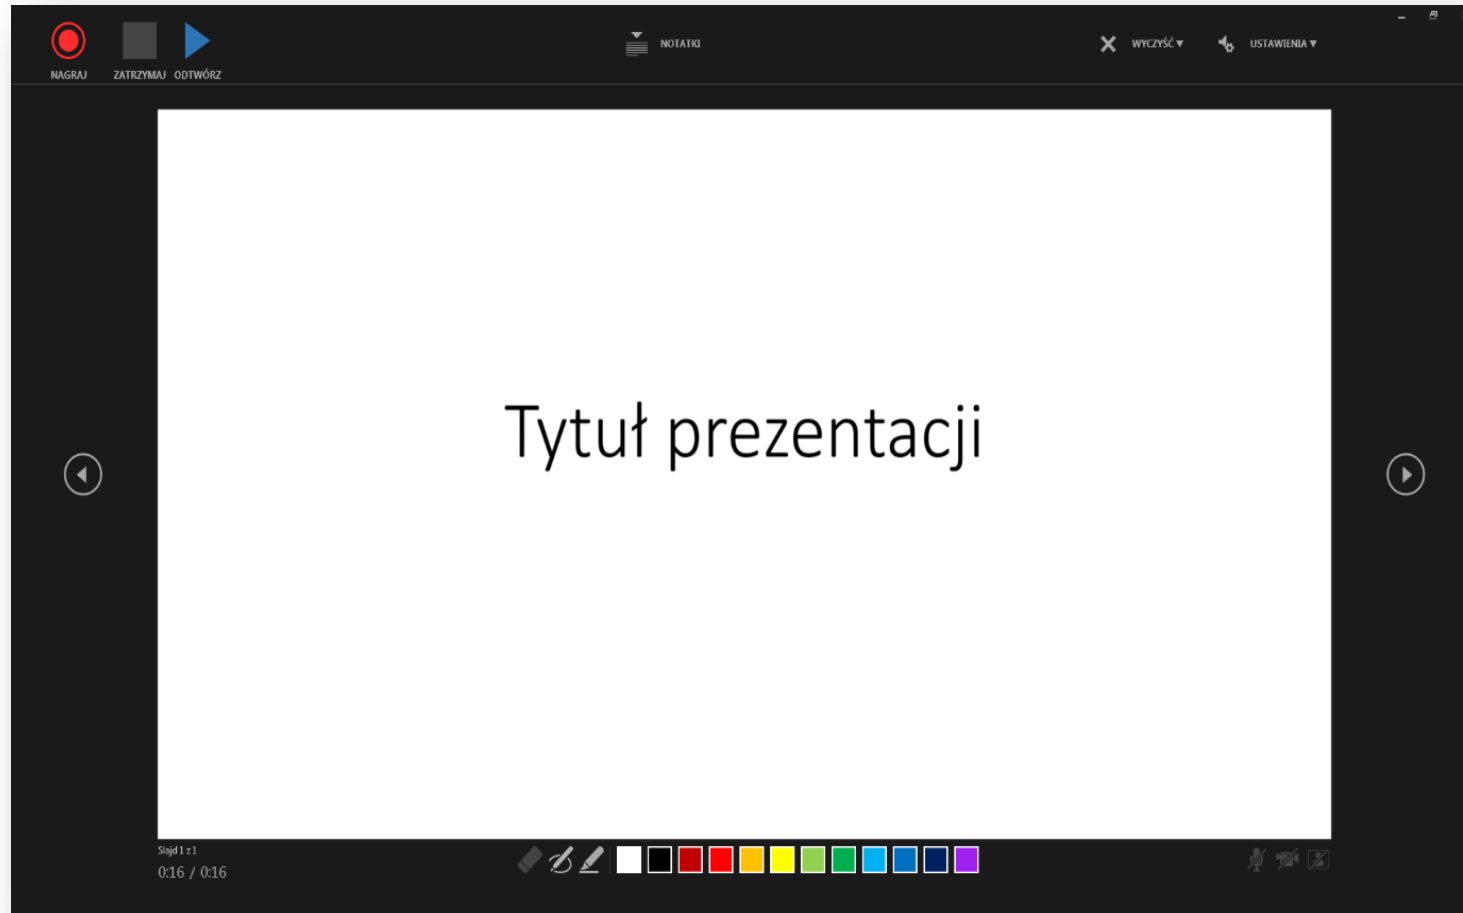 NAGRAJ
ZATRZYMAJ
ODTWÓRZ
NOTATKI
WYCZYŚĆ
USTAWIENIA
Tytuł prezentacji
Slajd 1 z 1
0:16 / 0:16